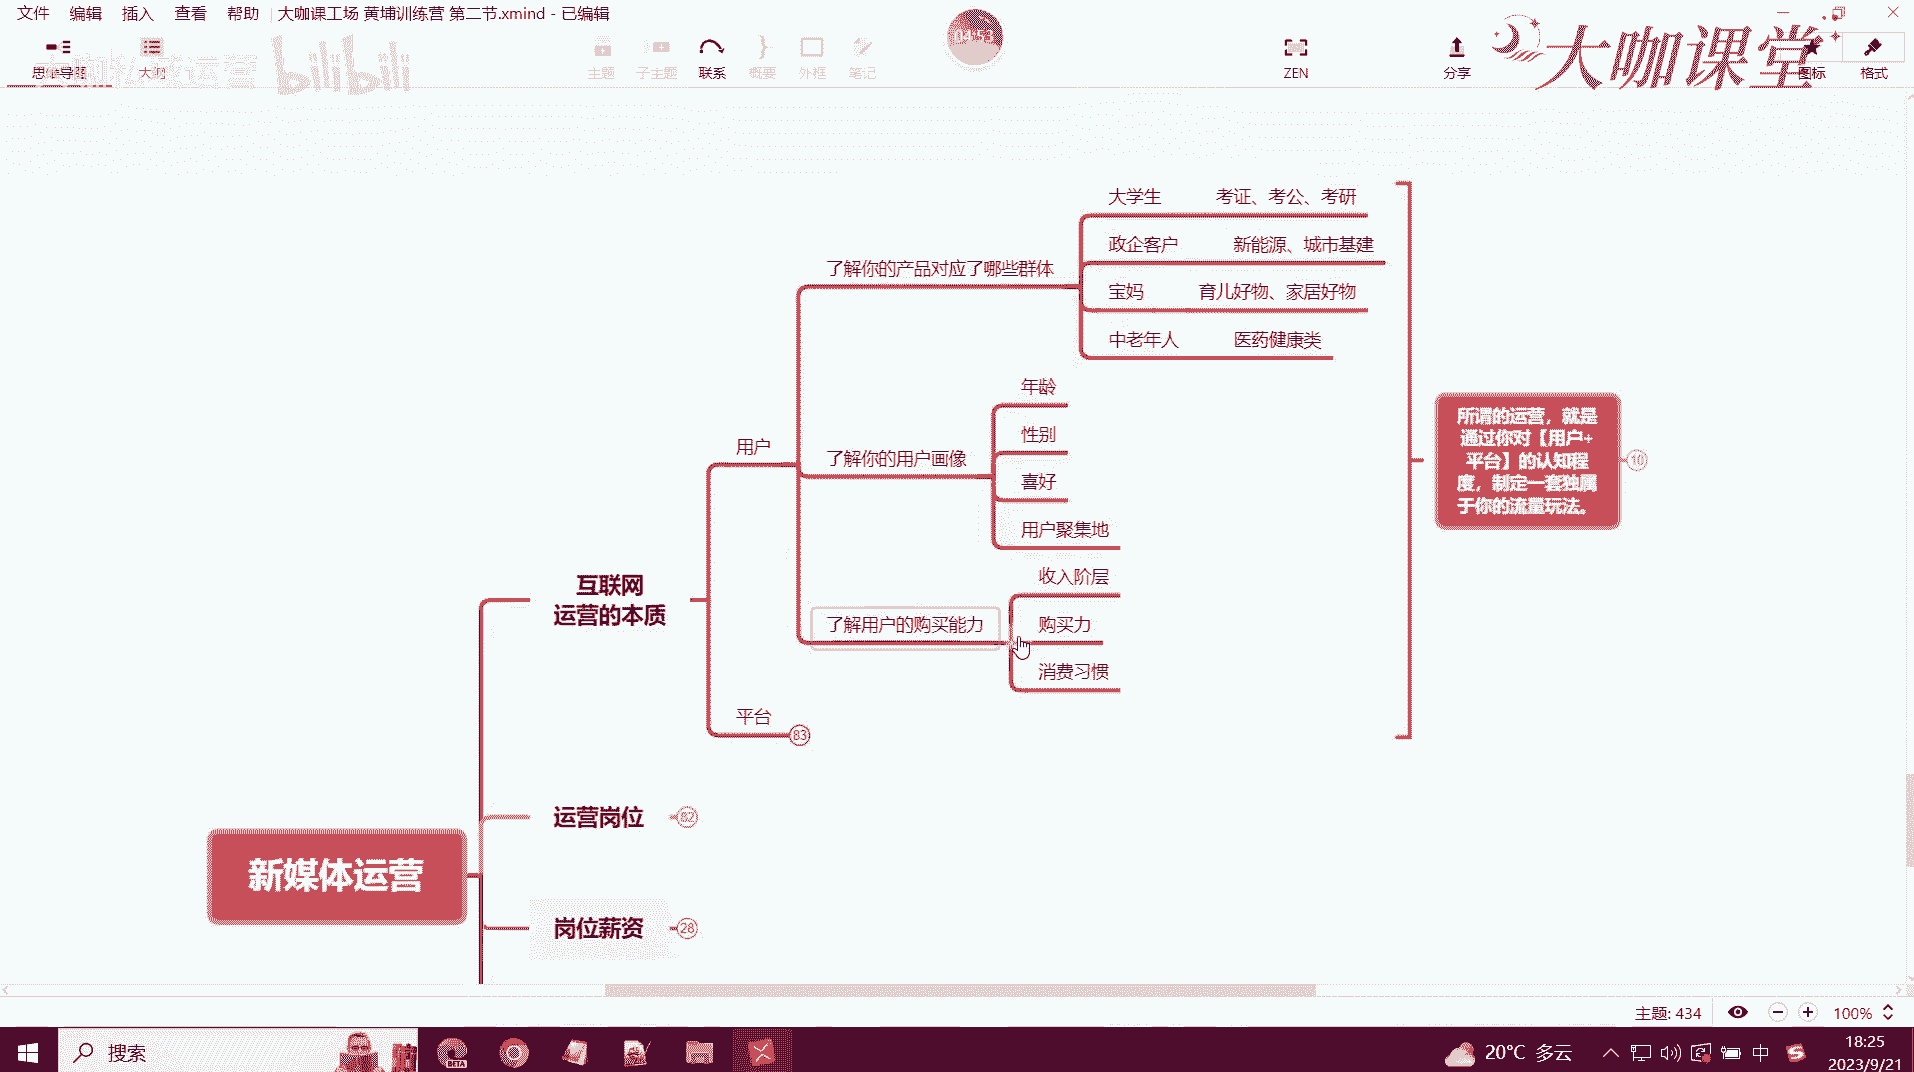 文件 编辑 插入 查看 帮助 大咖课工场 黄埔训练营 第二节.xmind - 已编辑
04:53
大咖课堂
思维导图 大纲 主题 子主题 联系 概要 外框 笔记 ZEN 分享 图标 格式
bilibili
大学生 考证、考公、考研
政企客户 新能源、城市基建
了解你的产品对应了哪些群体
宝妈 育儿好物、家居好物
中老年人 医药健康类
年龄
性别
用户
了解你的用户画像
喜好
用户聚集地
所谓的运营，就是
通过你对【用户+
平台】的认知程
度，制定一套独属
于你的流量玩法。
10
收入阶层
互联网
运营的本质
了解用户的购买能力
购买力
消费习惯
平台 83
运营岗位 82
新媒体运营
岗位薪资 28
主题: 434 100%
搜索
BETA
20°C 多云
中
18:25
2023/9/21